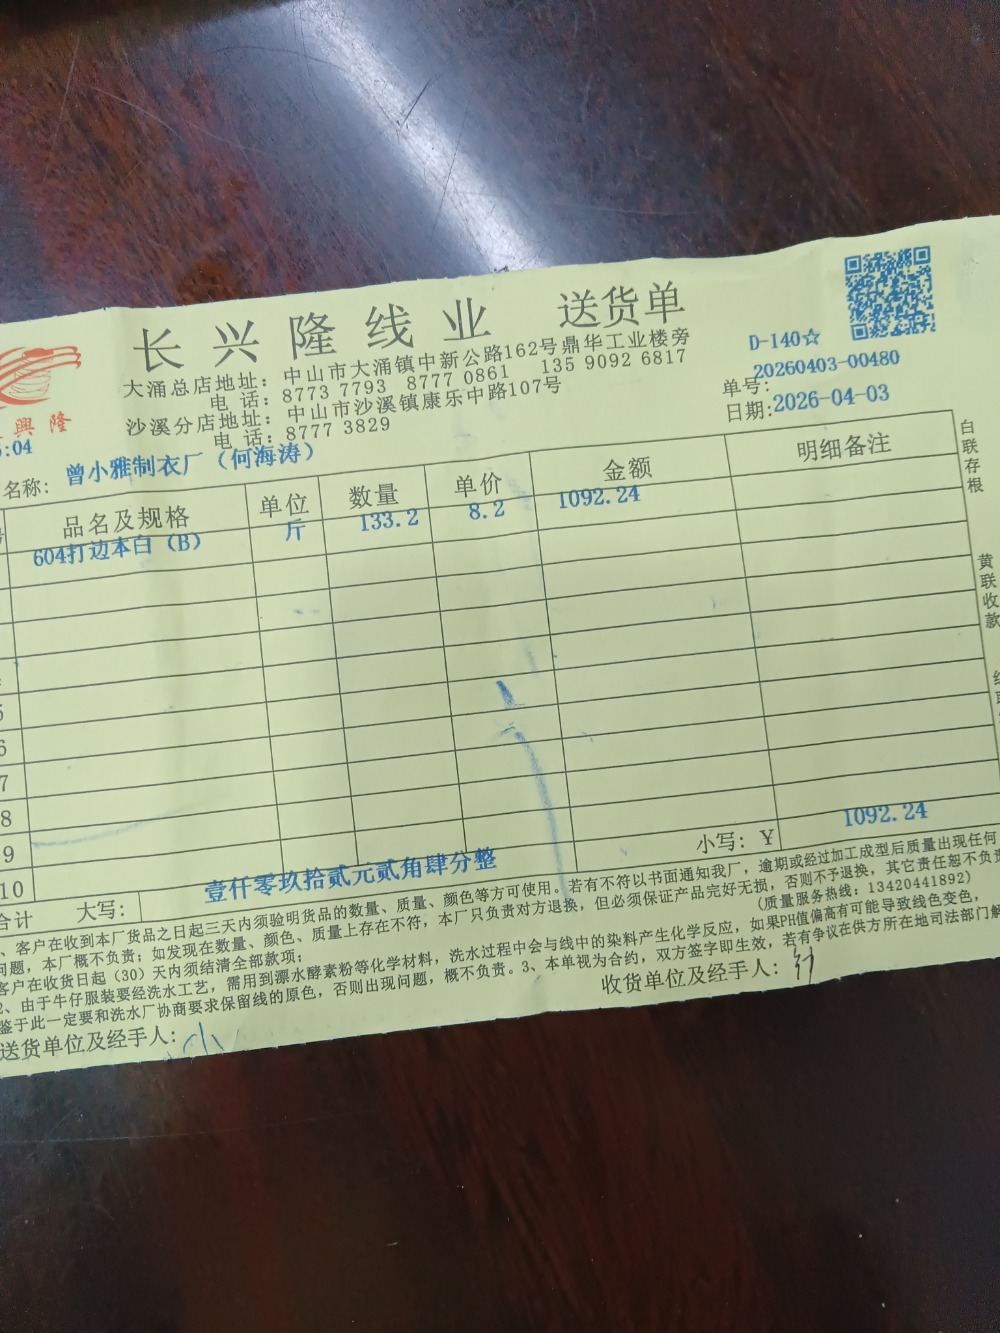 长兴隆线业 送货单
大涌总店地址：中山市大涌镇中新公路162号鼎华工业楼旁
电 话：8773 7793 8777 0861 135 9092 6817
沙溪分店地址：中山市沙溪镇康乐中路107号
电 话：8777 3829
興隆
D-140☆
单号：20260403-00480
日期:2026-04-03
:04
名称: 曾小雅制衣厂（何海涛）
品名及规格 单位 数量 单价 金额 明细备注
604打边本白（B） 斤 133.2 8.2 1092.24
5
6
7
8
9
10
小写: ￥ 1092.24
合计 大写: 壹仟零玖拾贰元贰角肆分整
、客户在收到本厂货品之日起三天内须验明货品的数量、质量、颜色等方可使用。若有不符以书面通知我厂，逾期或经过加工成型后质量出现任何
问题，本厂概不负责；如发现在数量、颜色、质量上存在不符，本厂只负责对方退换，但必须保证产品完好无损，否则不予退换，其它责任恕不负责
客户在收货日起（30）天内须结清全部款项； (质量服务热线: 13420441892)
2、由于牛仔服装要经洗水工艺，需用到漂水酵素粉等化学材料，洗水过程中会与线中的染料产生化学反应，如果PH值偏高有可能导致线色变色，
鉴于此一定要和洗水厂协商要求保留线的原色，否则出现问题，概不负责。3、本单视为合约，双方签字即生效，若有争议在供方所在地司法部门解
送货单位及经手人: 收货单位及经手人:
白联存根
黄联收款